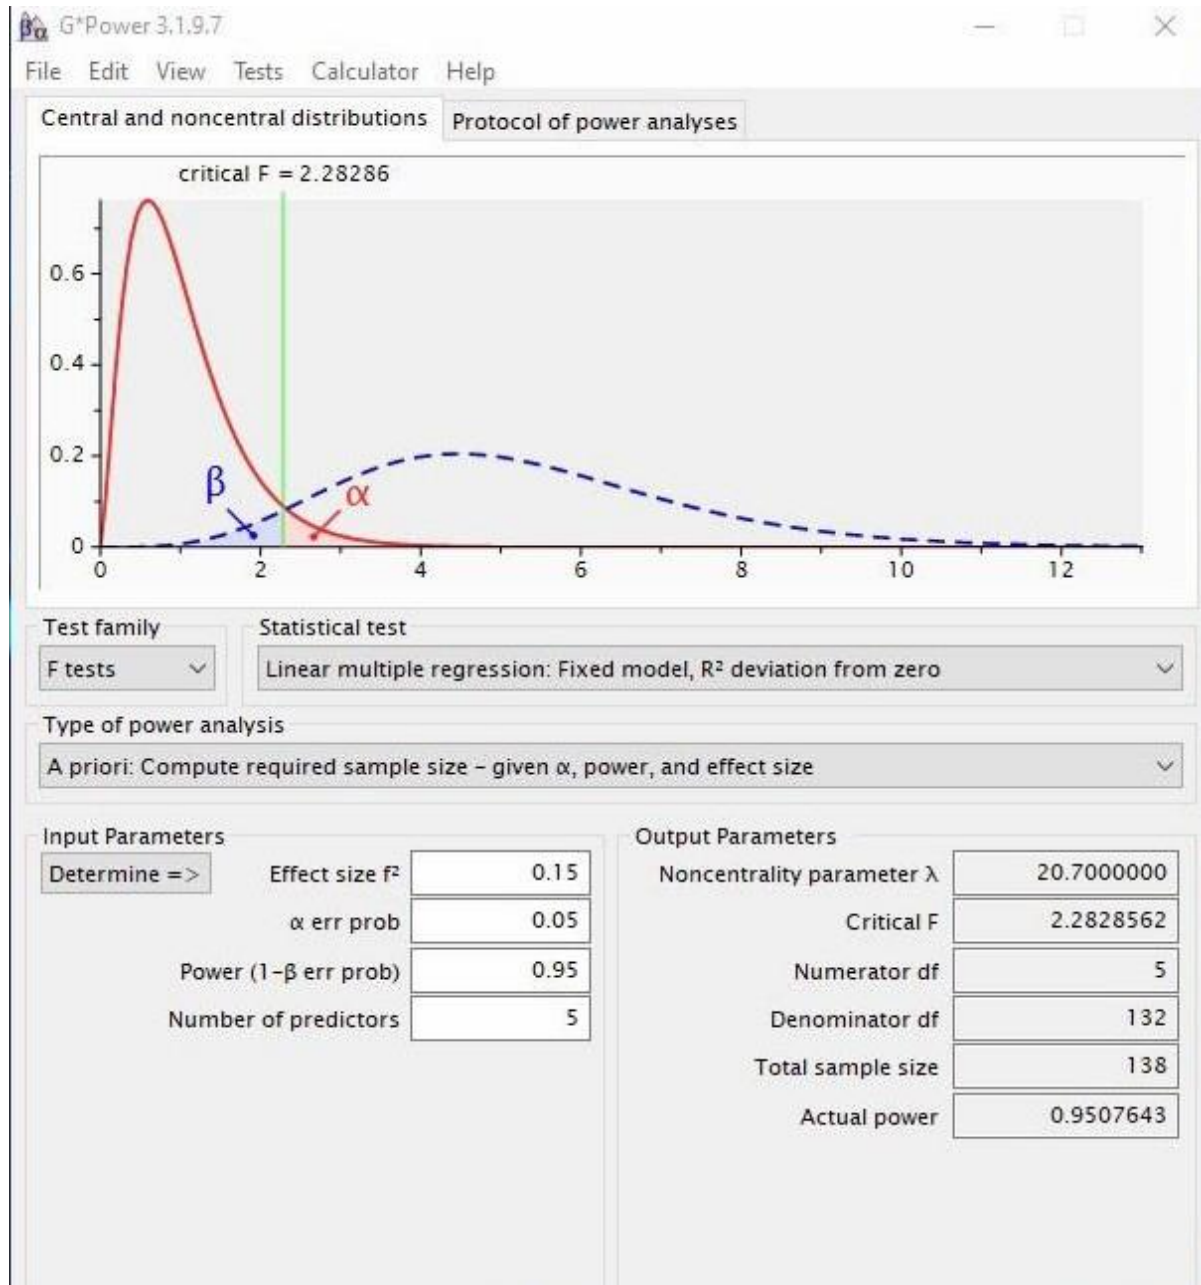 G*Power 3.1.9.7
File Edit View Tests Calculator Help
Central and noncentral distributions Protocol of power analyses
critical F = 2.28286
0.6
0.4
0.2
0
β α
0 2 4 6 8 10 12
Test family Statistical test
F tests Linear multiple regression: Fixed model, R² deviation from zero
Type of power analysis
A priori: Compute required sample size – given α, power, and effect size
Input Parameters Output Parameters
Determine => Effect size f² 0.15 Noncentrality parameter λ 20.7000000
α err prob 0.05 Critical F 2.2828562
Power (1-β err prob) 0.95 Numerator df 5
Number of predictors 5 Denominator df 132
Total sample size 138
Actual power 0.9507643